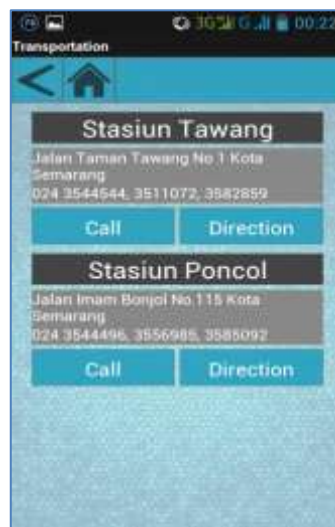 3G G 00:22
Transportation
Stasiun Tawang
Jalan Taman Tawang No 1 Kota
Semarang
024 3544544, 3511072, 3582859
Call Direction
Stasiun Poncol
Jalan Imam Bonjol No.115 Kota
Semarang
024 3544496, 3556985, 3585092
Call Direction